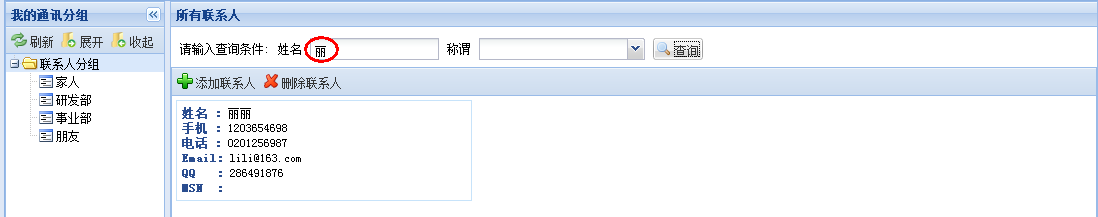 我的通讯分组
刷新 展开 收起
联系人分组
家人
研发部
事业部
朋友
所有联系人
请输入查询条件: 姓名 丽 称谓 查询
添加联系人 删除联系人
姓名 : 丽丽
手机 : 1203654698
电话 : 0201256987
Email: lili@163.com
QQ : 286491876
MSN :